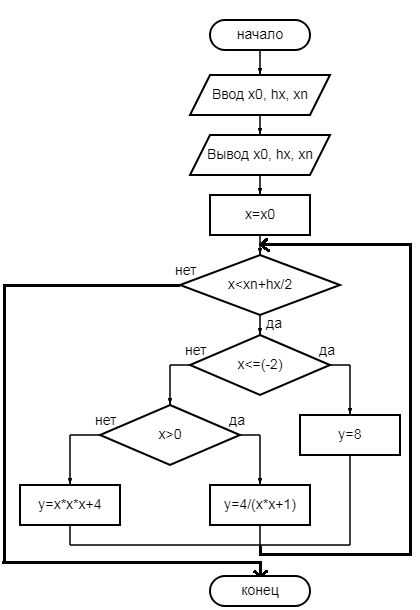 начало
Ввод x0, hx, xn
Вывод x0, hx, xn
x=x0
нет
x<xn+hx/2
да
нет
x<=(-2)
да
нет
x>0
да
y=8
y=x*x*x+4
y=4/(x*x+1)
конец